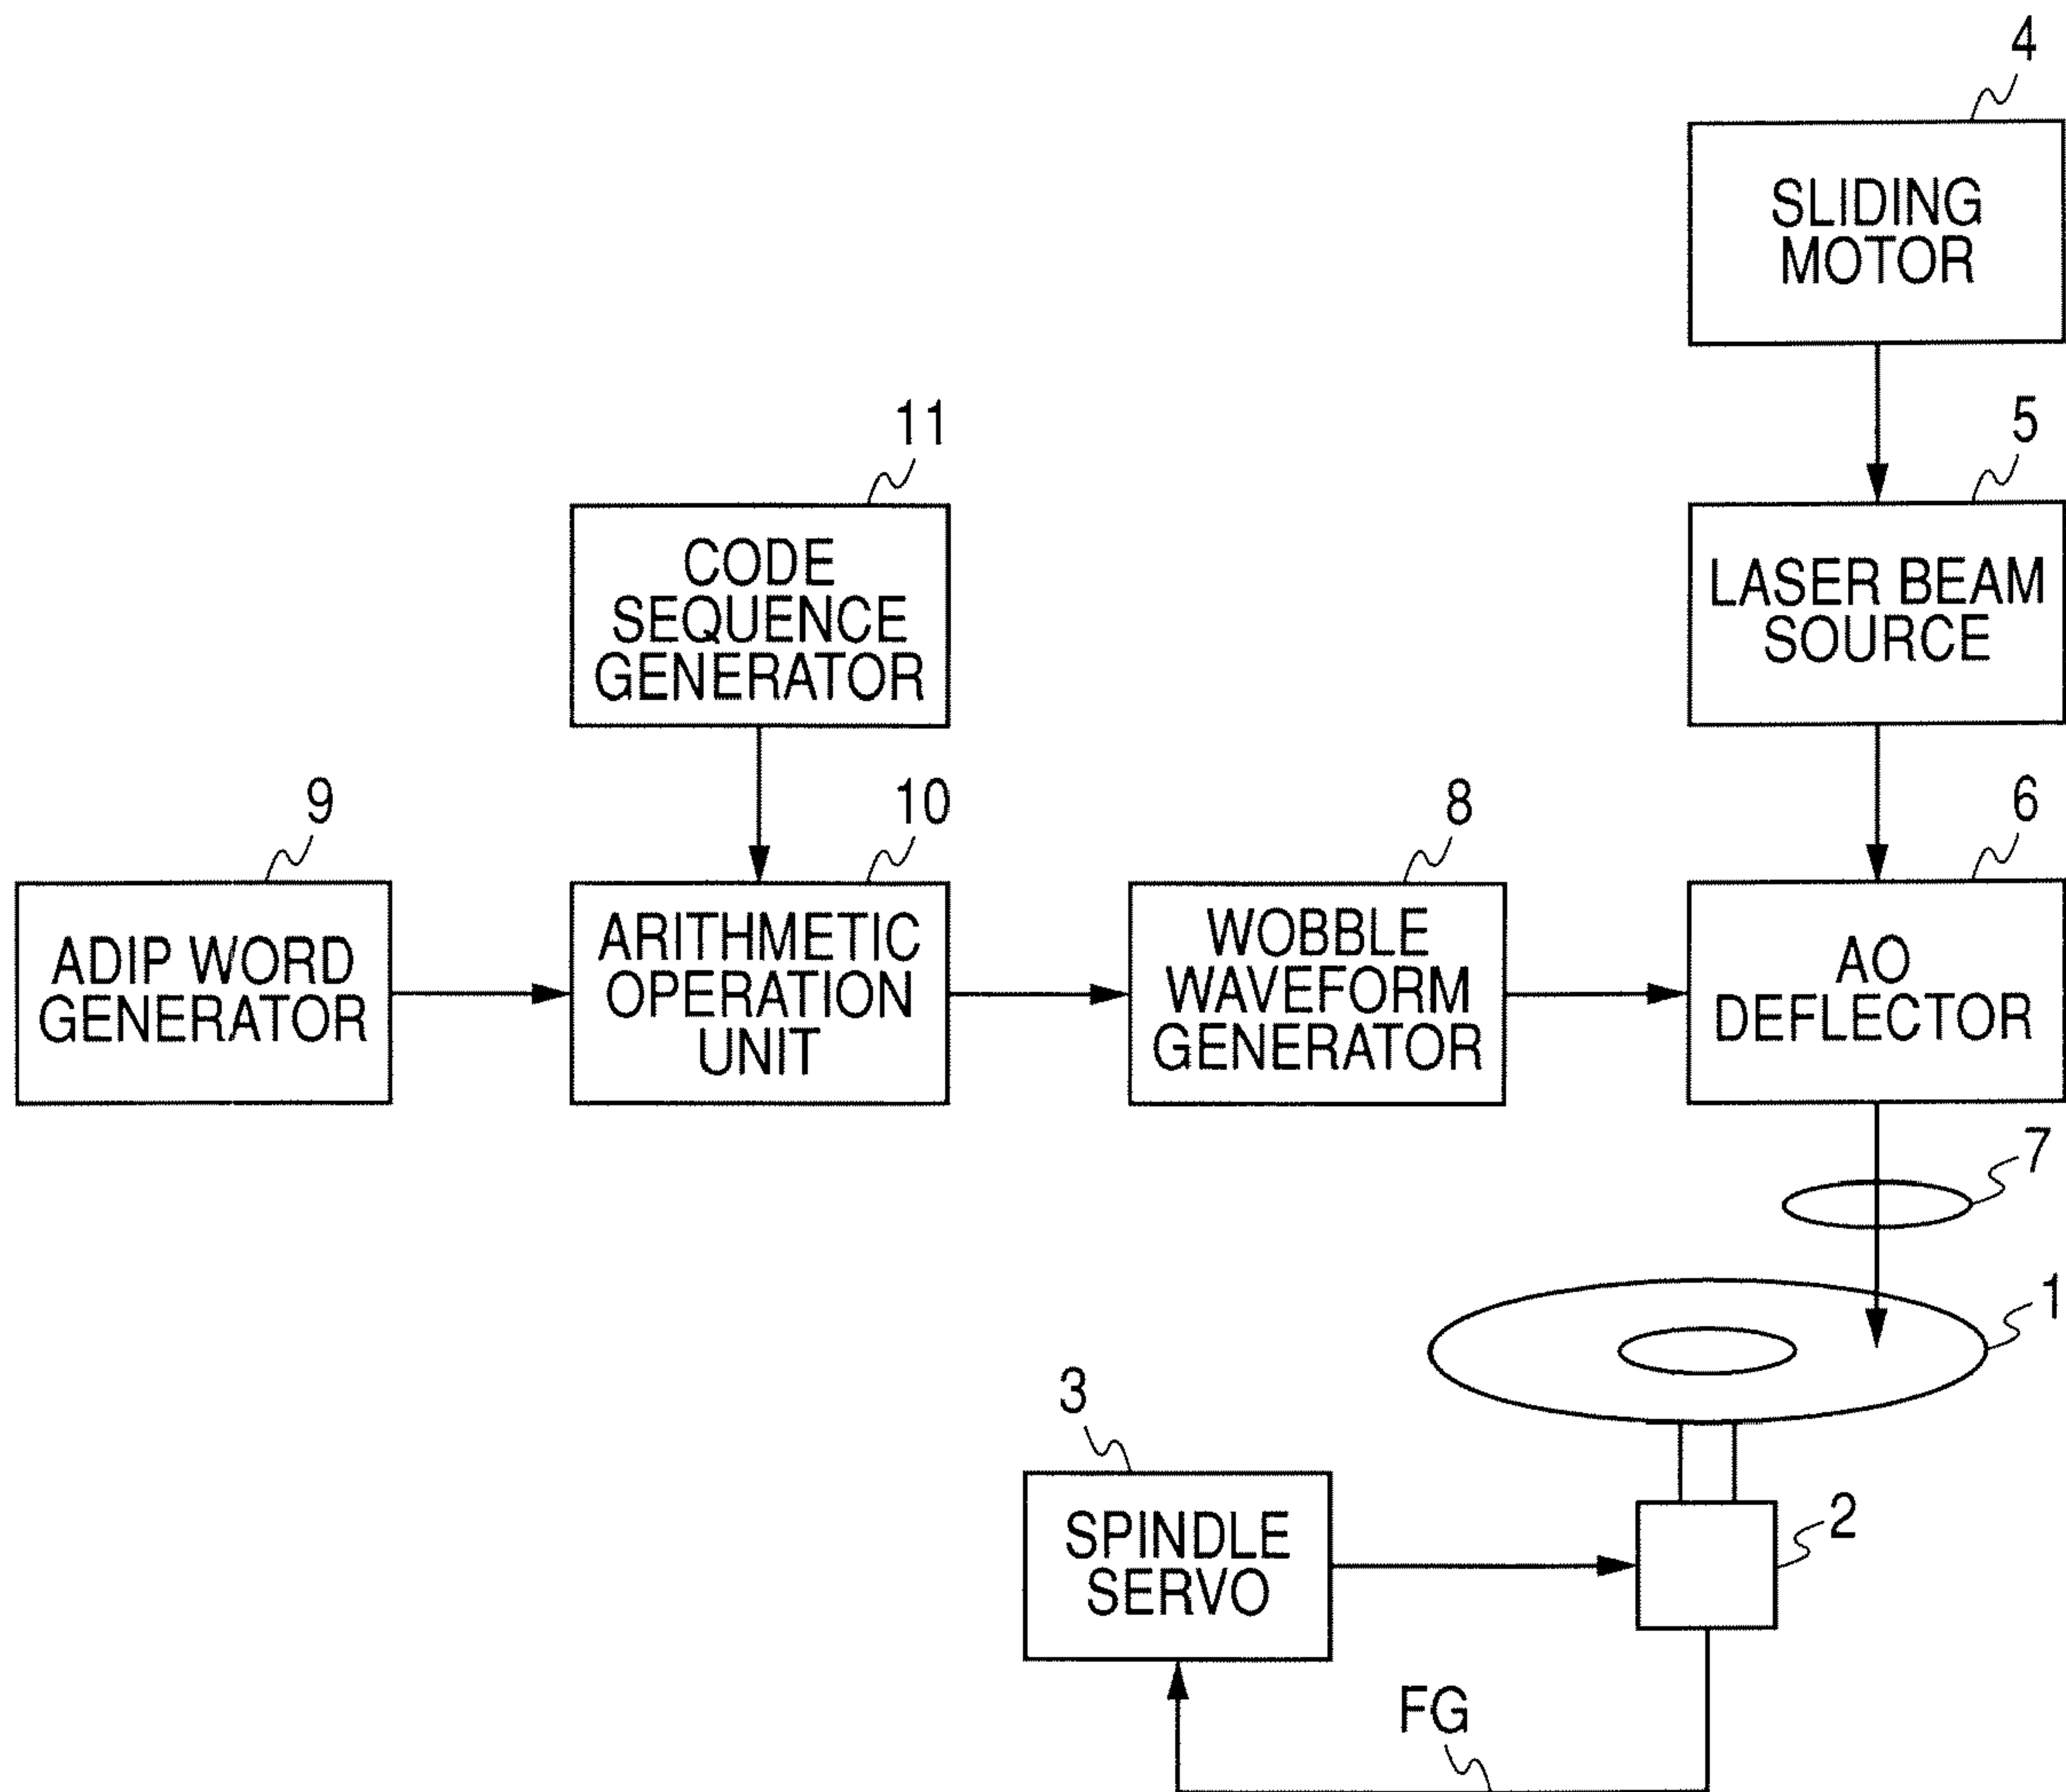 4
SLIDING
MOTOR
11
5
CODE
SEQUENCE
GENERATOR
LASER BEAM
SOURCE
9
10
8
6
ADIP WORD
GENERATOR
ARITHMETIC
OPERATION
UNIT
WOBBLE
WAVEFORM
GENERATOR
AO
DEFLECTOR
7
1
3
SPINDLE
SERVO
2
FG